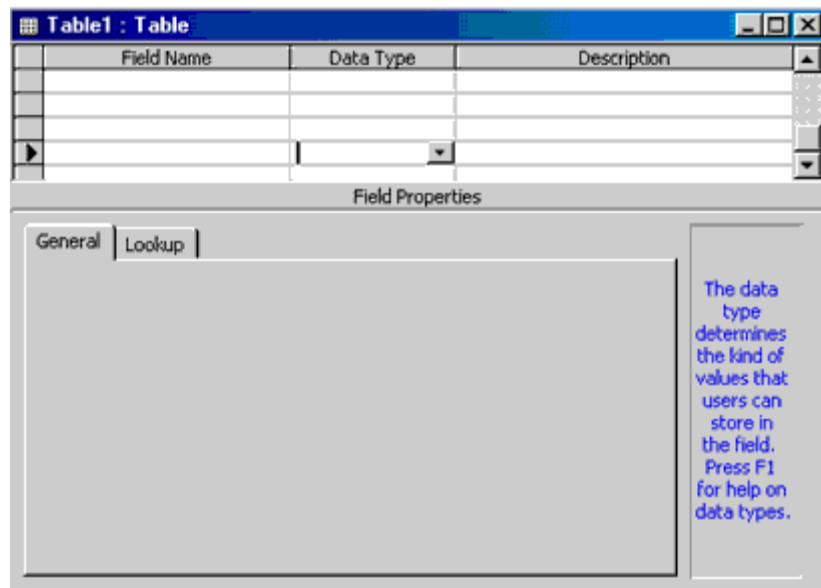 Table1 : Table
Field Name Data Type Description
Field Properties
General Lookup
The data
type
determines
the kind of
values that
users can
store in
the field.
Press F1
for help on
data types.